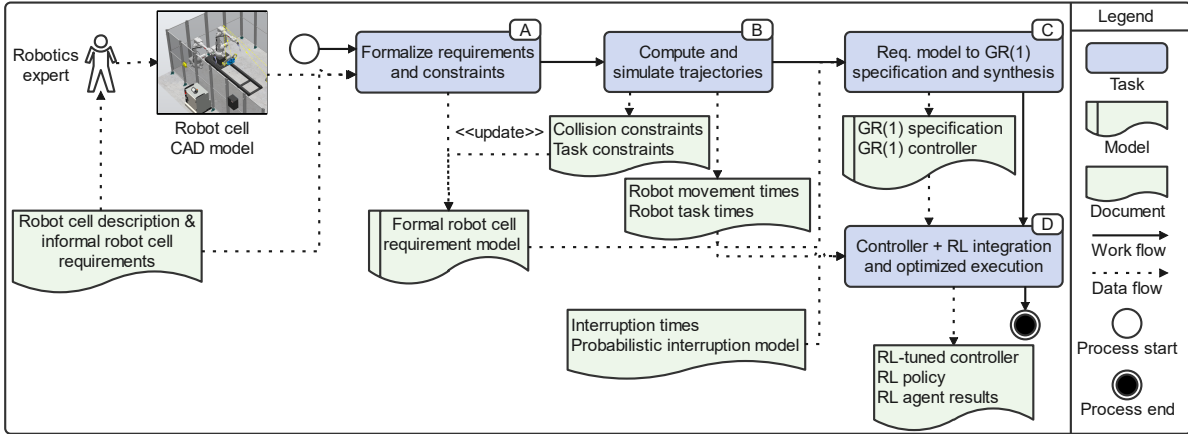 Robotics
expert
Robot cell
CAD model
Robot cell description &
informal robot cell
requirements
A
Formalize requirements
and constraints
B
Compute and
simulate trajectories
C
Req. model to GR(1)
specification and synthesis
<<update>>
Collision constraints
Task constraints
Robot movement times
Robot task times
GR(1) specification
GR(1) controller
Formal robot cell
requirement model
D
Controller + RL integration
and optimized execution
Interruption times
Probabilistic interruption model
RL-tuned controller
RL policy
RL agent results
Legend
Task
Model
Document
Work flow
Data flow
Process start
Process end